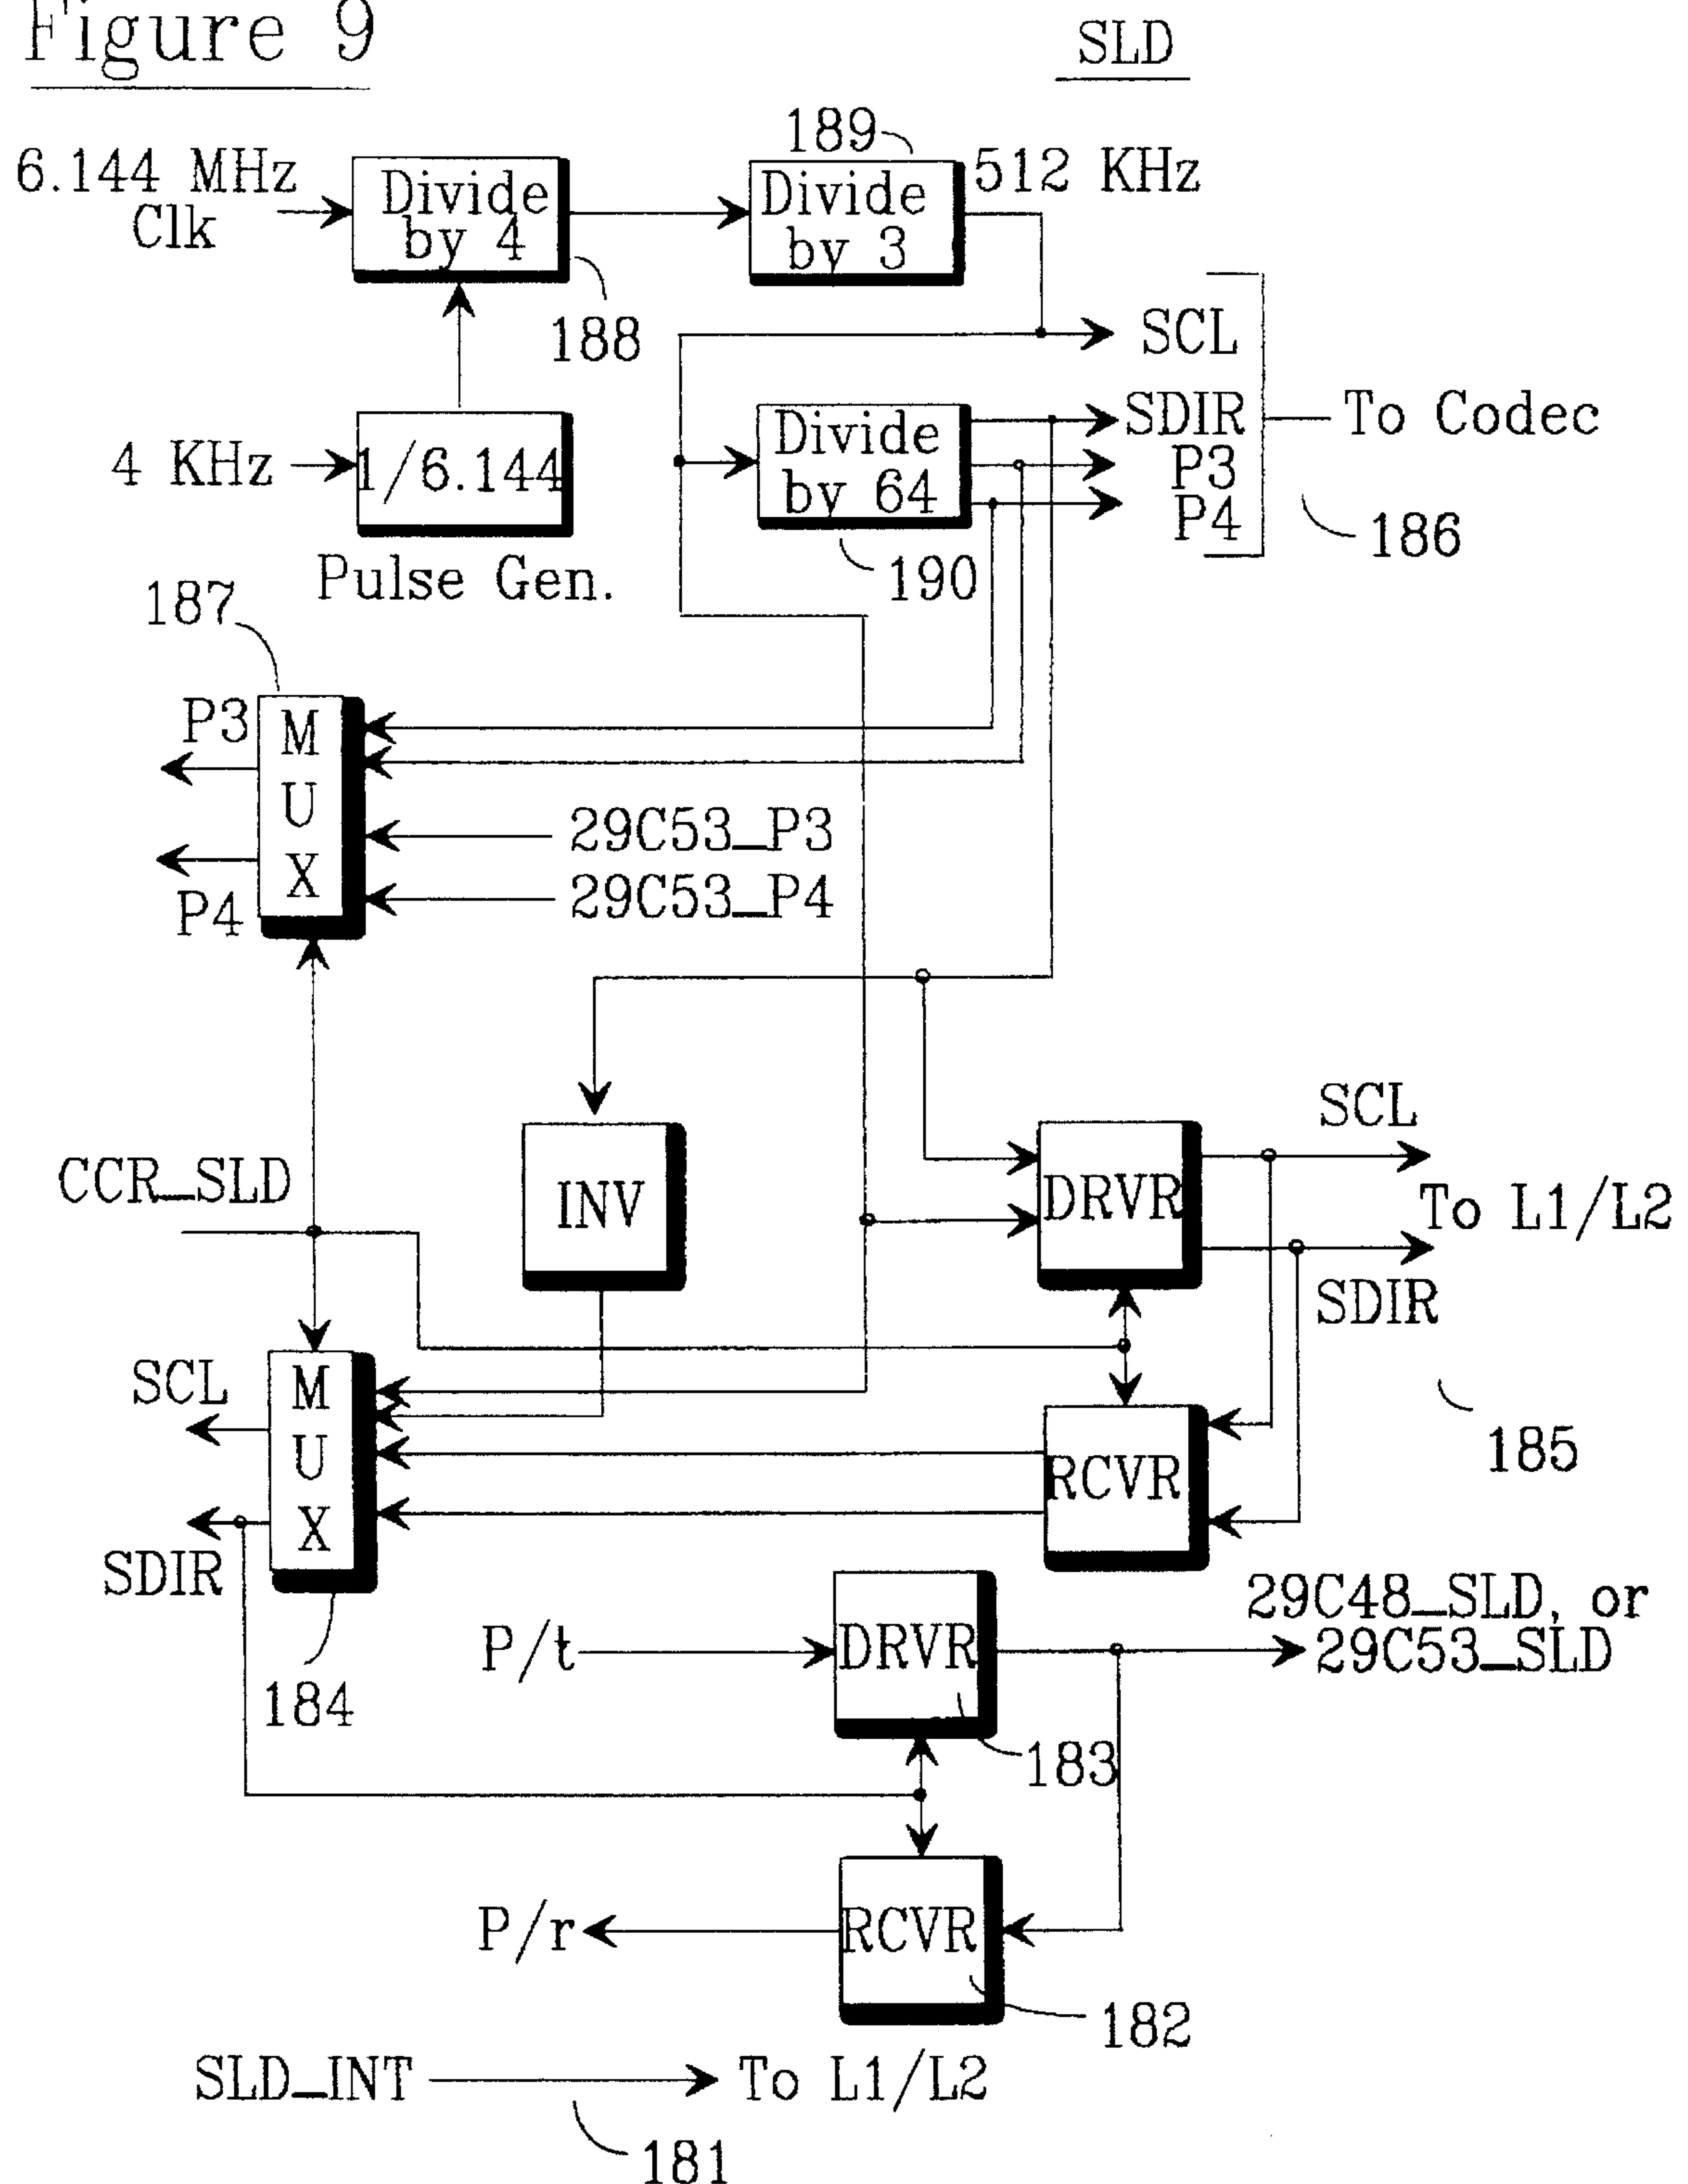 Figure 9
SLD
6.144 MHz
Clk
Divide
by 4
188
189
Divide
by 3
512 KHz
SCL
SDIR
P3
P4
To Codec
186
4 KHz
1/6.144
Pulse Gen.
Divide
by 64
190
187
P3
P4
M
U
X
29C53_P3
29C53_P4
CCR_SLD
INV
DRVR
SCL
To L1/L2
SDIR
185
SCL
SDIR
M
U
X
184
RCVR
P/t
DRVR
183
29C48_SLD, or
29C53_SLD
P/r
RCVR
182
SLD_INT
To L1/L2
181